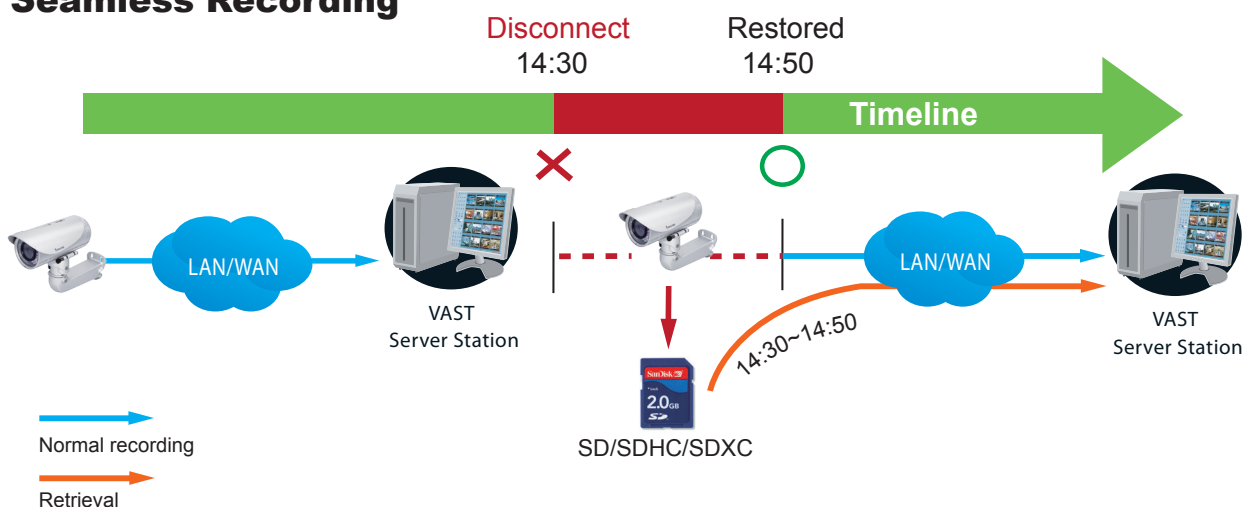 Seamless Recording
Disconnect
14:30
Restored
14:50
Timeline
LAN/WAN
VAST
Server Station
SanDisk
2.0GB
SD
SD/SDHC/SDXC
14:30~14:50
LAN/WAN
VAST
Server Station
Normal recording
Retrieval